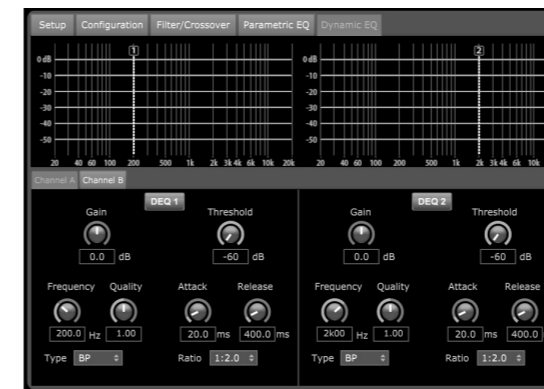 Setup Configuration Filter/Crossover Parametric EQ Dynamic EQ
1 2
0 dB 0 dB
-10 -10
-20 -20
-30 -30
-40 -40
-50 -50
20 40 60 100 200 500 1k 2k 3k 4k 6k 10k 20k 20 40 60 100 200 500 1k 2k 3k 4k 6k 10k
Channel A Channel B
DEQ 1 DEQ 2
Gain Threshold Gain Threshold
0.0 dB -60 dB 0.0 dB -60 dB
Frequency Quality Attack Release Frequency Quality Attack Release
200.0 Hz 1.00 20.0 ms 400.0 ms 2k00 Hz 1.00 20.0 ms 400.0
Type BP Ratio 1:2.0 Type BP Ratio 1:2.0